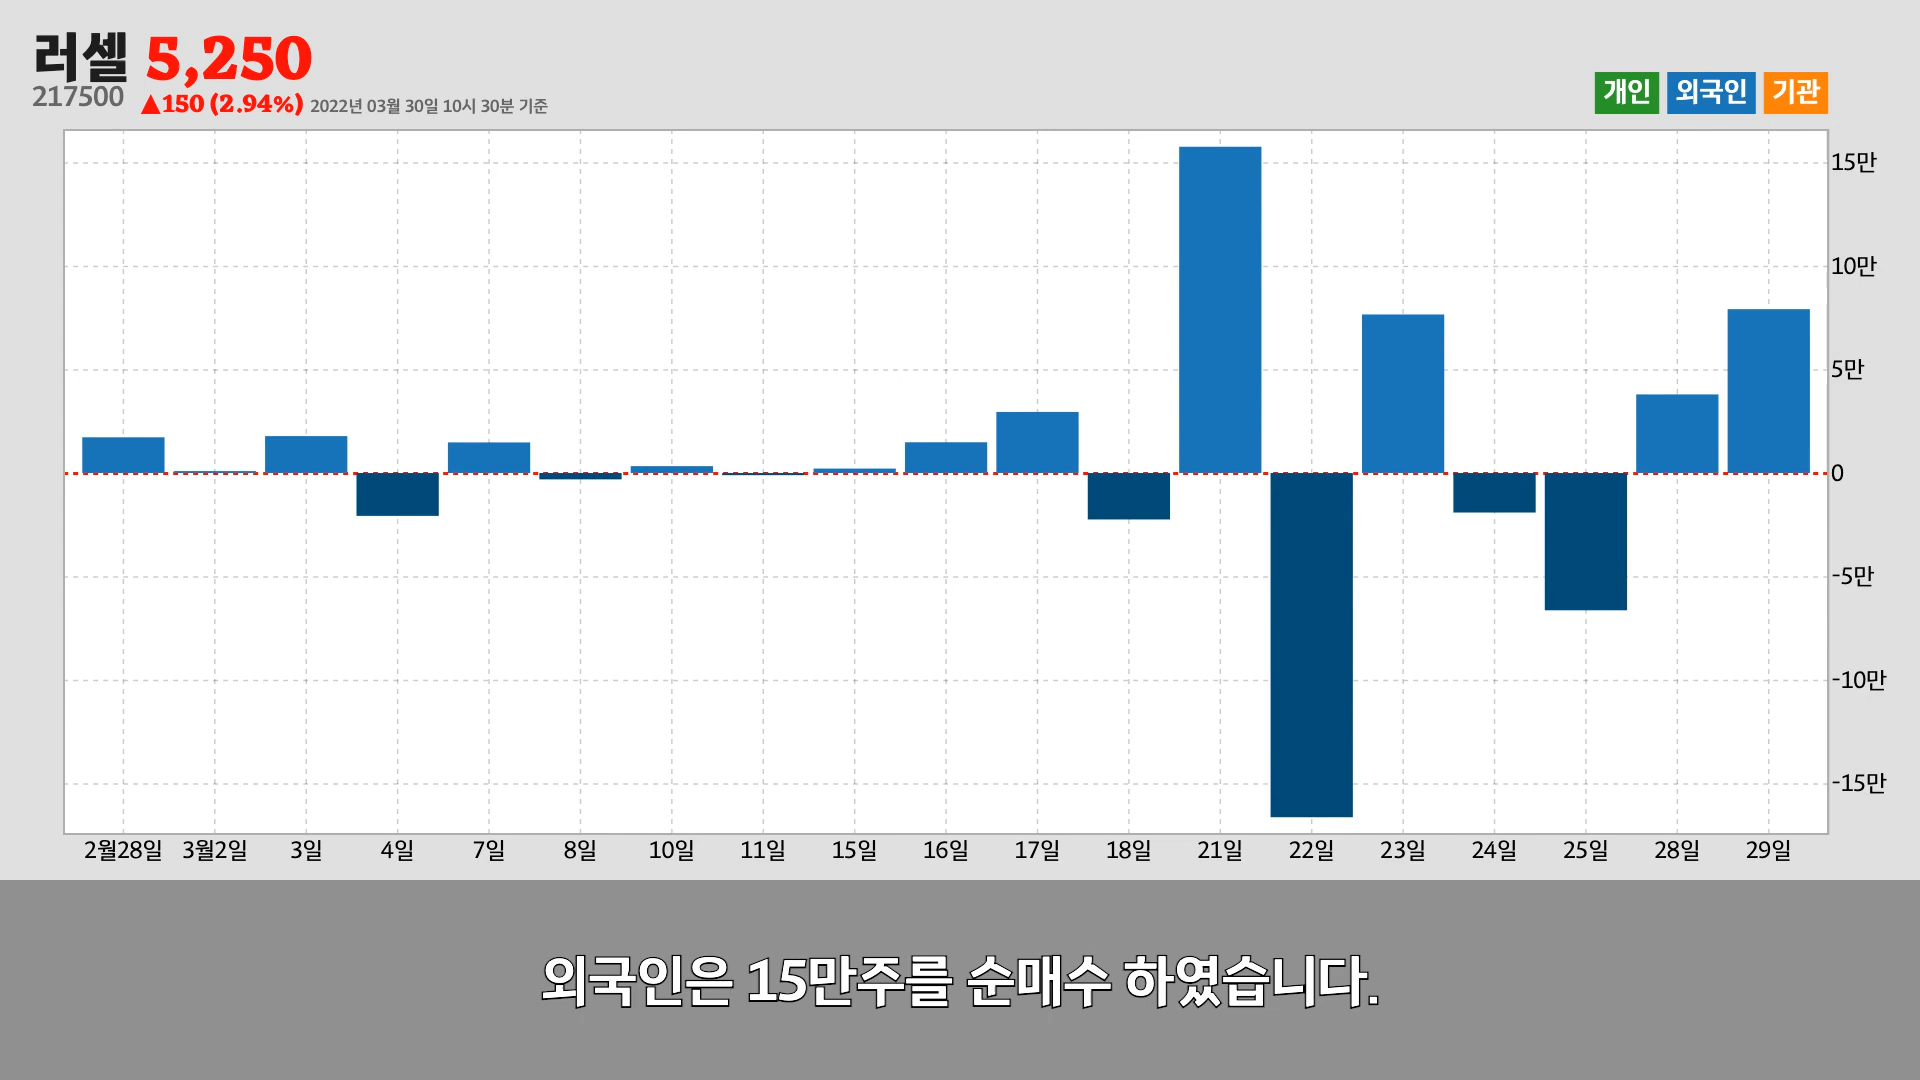 러셀 5,250
217500 ▲150 (2.94%) 2022년 03월 30일 10시 30분 기준
개인 외국인 기관
15만
10만
5만
0
-5만
-10만
-15만
2월28일 3월2일 3일 4일 7일 8일 10일 11일 15일 16일 17일 18일 21일 22일 23일 24일 25일 28일 29일
외국인은 15만주를 순매수 하였습니다.